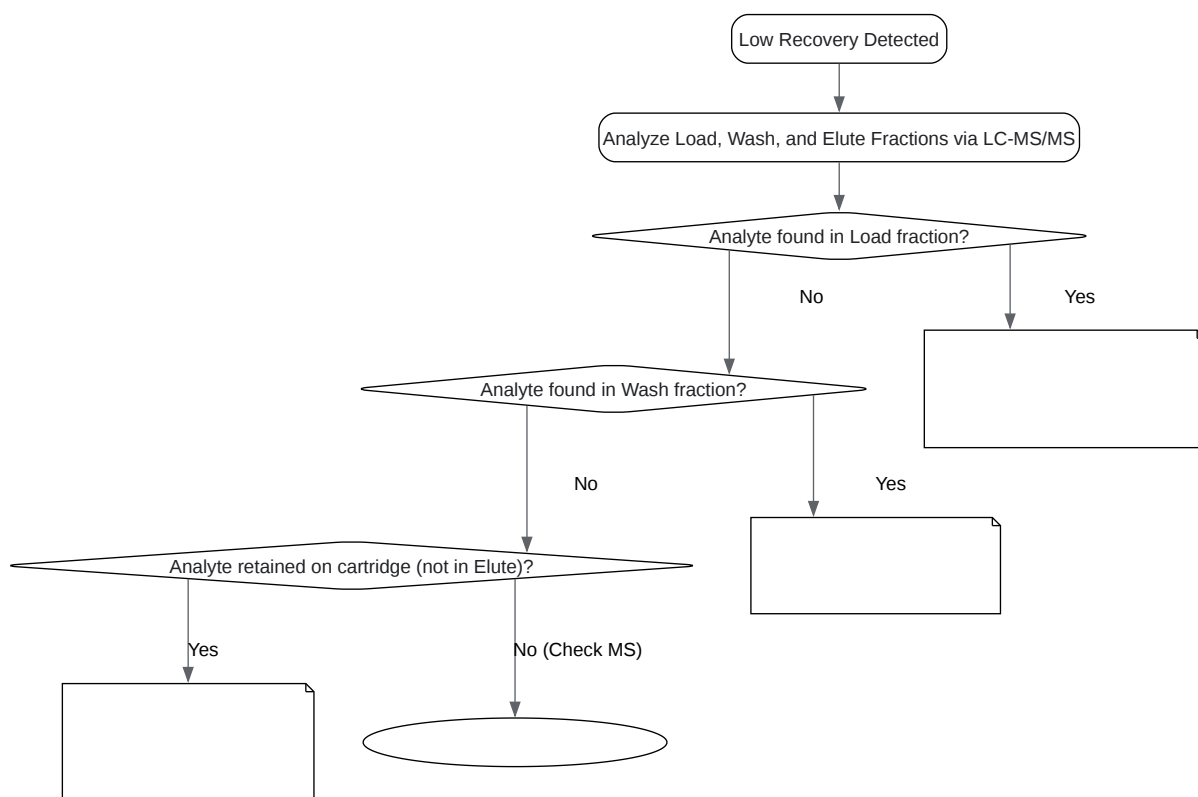 Low Recovery Detected
Analyze Load, Wash, and Elute Fractions via LC-MS/MS
Analyte found in Load fraction?
No
Yes
Analyte found in Wash fraction?
No
Yes
Analyte retained on cartridge (not in Elute)?
Yes
No (Check MS)